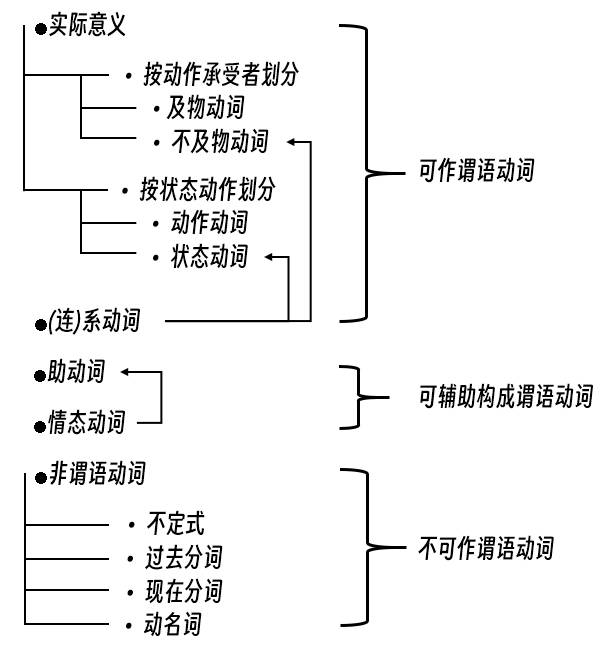 ●实际意义
• 按动作承受者划分
• 及物动词
• 不及物动词
可作谓语动词
• 按状态动作划分
• 动作动词
• 状态动词
●(连)系动词
●助动词
可辅助构成谓语动词
●情态动词
●非谓语动词
• 不定式
不可作谓语动词
• 过去分词
• 现在分词
• 动名词